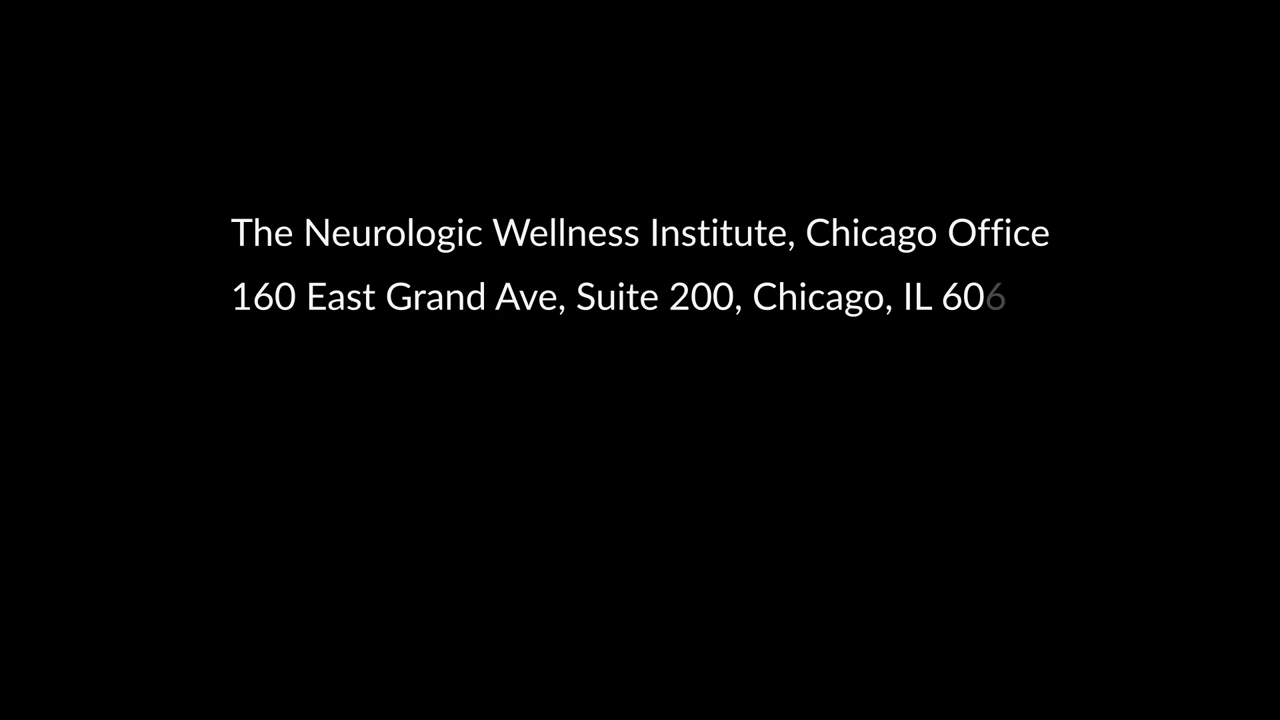 The Neurologic Wellness Institute, Chicago Office
160 East Grand Ave, Suite 200, Chicago, IL 606